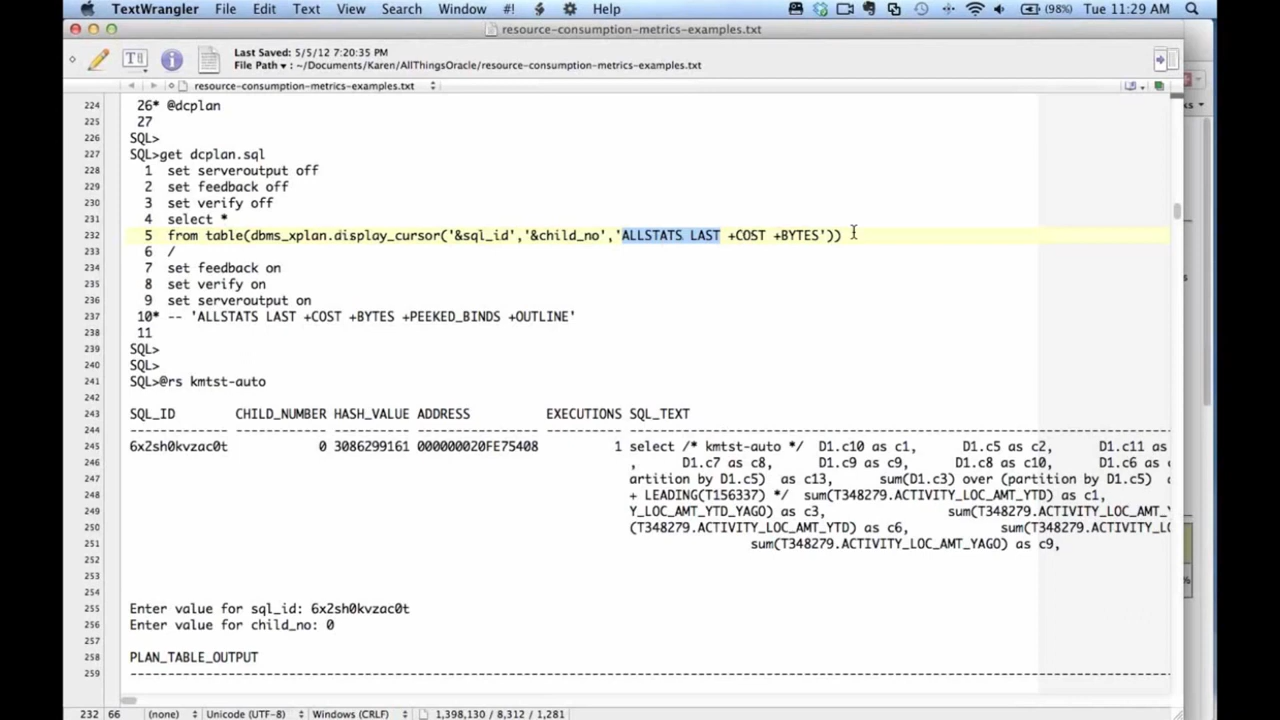 TextWrangler File Edit Text View Search Window #! Help (98%) Tue 11:29 AM
resource-consumption-metrics-examples.txt
Last Saved: 5/5/12 7:20:35 PM
File Path ▾ : ~/Documents/Karen/AllThingsOracle/resource-consumption-metrics-examples.txt
resource-consumption-metrics-examples.txt
224 26* @dcplan
225 27
226 SQL>
227 SQL>get dcplan.sql
228 1 set serveroutput off
229 2 set feedback off
230 3 set verify off
231 4 select *
232 5 from table(dbms_xplan.display_cursor('&sql_id','&child_no','ALLSTATS LAST +COST +BYTES'))
233 6 /
234 7 set feedback on
235 8 set verify on
236 9 set serveroutput on
237 10* -- 'ALLSTATS LAST +COST +BYTES +PEEKED_BINDS +OUTLINE'
238 11
239 SQL>
240 SQL>
241 SQL>@rs kmtst-auto
242
243 SQL_ID CHILD_NUMBER HASH_VALUE ADDRESS EXECUTIONS SQL_TEXT
244 ------------- ------------ ---------- ---------------- ---------- ----------------------------------------
245 6x2sh0kvzac0t 0 3086299161 000000020FE75408 1 select /* kmtst-auto */ D1.c10 as c1, D1.c5 as c2, D1.c11 as
246 , D1.c7 as c8, D1.c9 as c9, D1.c8 as c10, D1.c6 as
247 artition by D1.c5) as c13, sum(D1.c3) over (partition by D1.c5)
248 + LEADING(T156337) */ sum(T348279.ACTIVITY_LOC_AMT_YTD) as c1,
249 Y_LOC_AMT_YTD_YAGO) as c3, sum(T348279.ACTIVITY_LOC_AMT_Y
250 (T348279.ACTIVITY_LOC_AMT_YTD) as c6, sum(T348279.ACTIVITY_LOC
251 sum(T348279.ACTIVITY_LOC_AMT_YAGO) as c9,
252
253
254
255 Enter value for sql_id: 6x2sh0kvzac0t
256 Enter value for child_no: 0
257
258 PLAN_TABLE_OUTPUT
259 ----------------------------------------------------------------
232 66 (none) Unicode (UTF-8) Windows (CRLF) 1,398,130 / 8,312 / 1,281